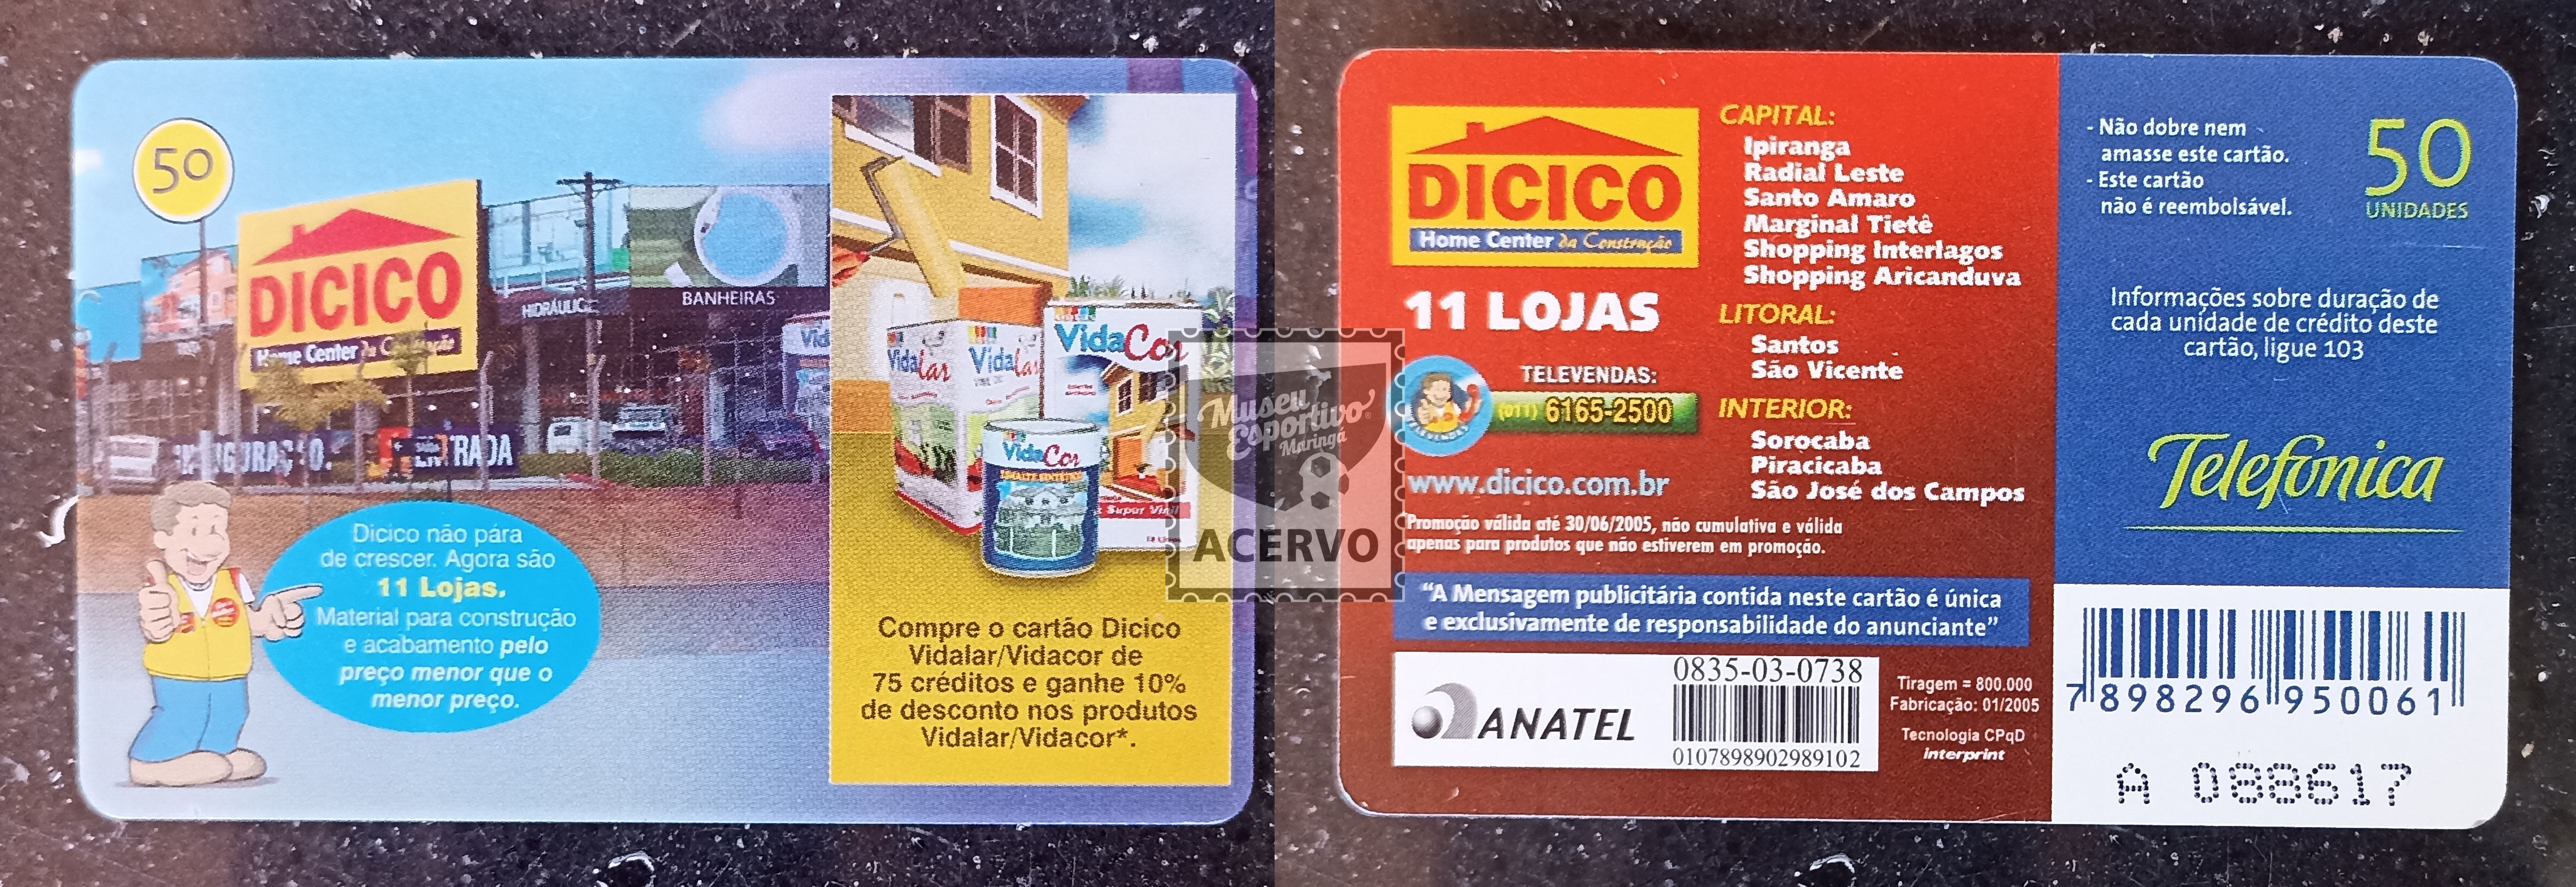 50
DICICO
Home Center da Construção
HIDRÁULIC
BANHEIRAS
ENTRADA
Dicico não pára
de crescer. Agora são
11 Lojas.
Material para construção
e acabamento pelo
preço menor que o
menor preço.
Vidalar
Vidalar
VidaCor
VidaCor
ESMALTE SINTÉTICO
Super Vinil
Compre o cartão Dicico
Vidalar/Vidacor de
75 créditos e ganhe 10%
de desconto nos produtos
Vidalar/Vidacor*.
Museu
Esportivo
Maringá
ACERVO
DICICO
Home Center da Construção
11 LOJAS
TELEVENDAS:
(011) 6165-2500
TELEVENDAS
www.dicico.com.br
CAPITAL:
Ipiranga
Radial Leste
Santo Amaro
Marginal Tietê
Shopping Interlagos
Shopping Aricanduva
LITORAL:
Santos
São Vicente
INTERIOR:
Sorocaba
Piracicaba
São José dos Campos
Promoção válida até 30/06/2005, não cumulativa e válida
apenas para produtos que não estiverem em promoção.
"A Mensagem publicitária contida neste cartão é única
e exclusivamente de responsabilidade do anunciante"
ANATEL
0835-03-0738
0107898902989102
Tiragem = 800.000
Fabricação: 01/2005
Tecnologia CPqD
interprint
- Não dobre nem
amasse este cartão.
- Este cartão
não é reembolsável.
50
UNIDADES
Informações sobre duração de
cada unidade de crédito deste
cartão, ligue 103
Telefónica
7 898296 950061
A 088617